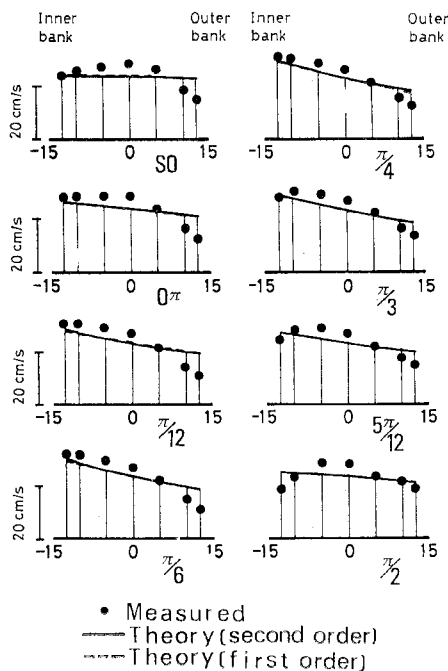 Inner bank Outer bank Inner bank Outer bank
20 cm/s
-15 0 15 -15 0 15
S0 π/4
20 cm/s
-15 0 15 -15 0 15
0π π/3
20 cm/s
-15 0 15 -15 0 15
π/12 5π/12
20 cm/s
-15 0 15 -15 0 15
π/6 π/2
Measured
Theory(second order)
Theory(first order)